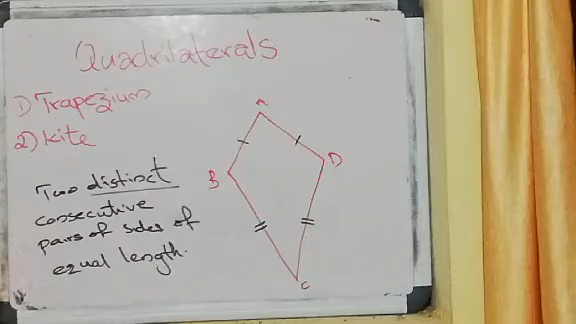 Quadrilaterals
1) Trapezium
2) Kite
Two distinct
consecutive
pairs of sides of
equal length.
A
B
D
C